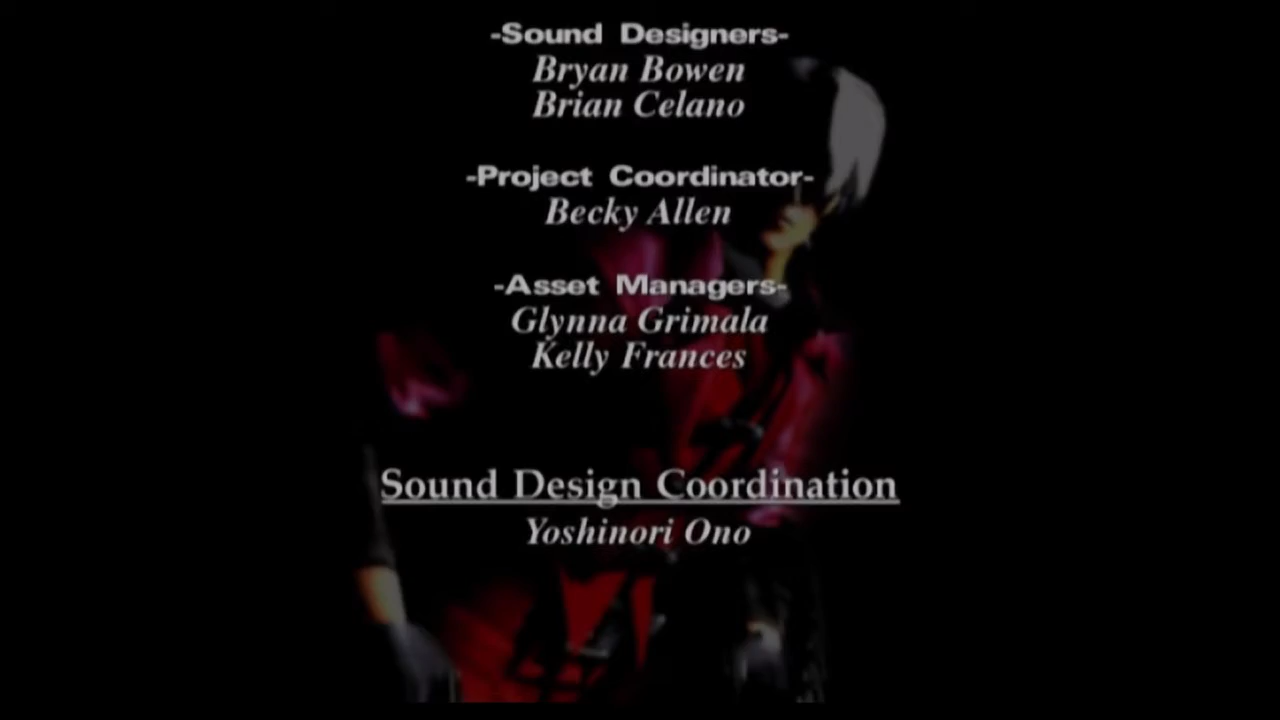 -Sound Designers-
Bryan Bowen
Brian Celano
-Project Coordinator-
Becky Allen
-Asset Managers-
Glynna Grimala
Kelly Frances
Sound Design Coordination
Yoshinori Ono